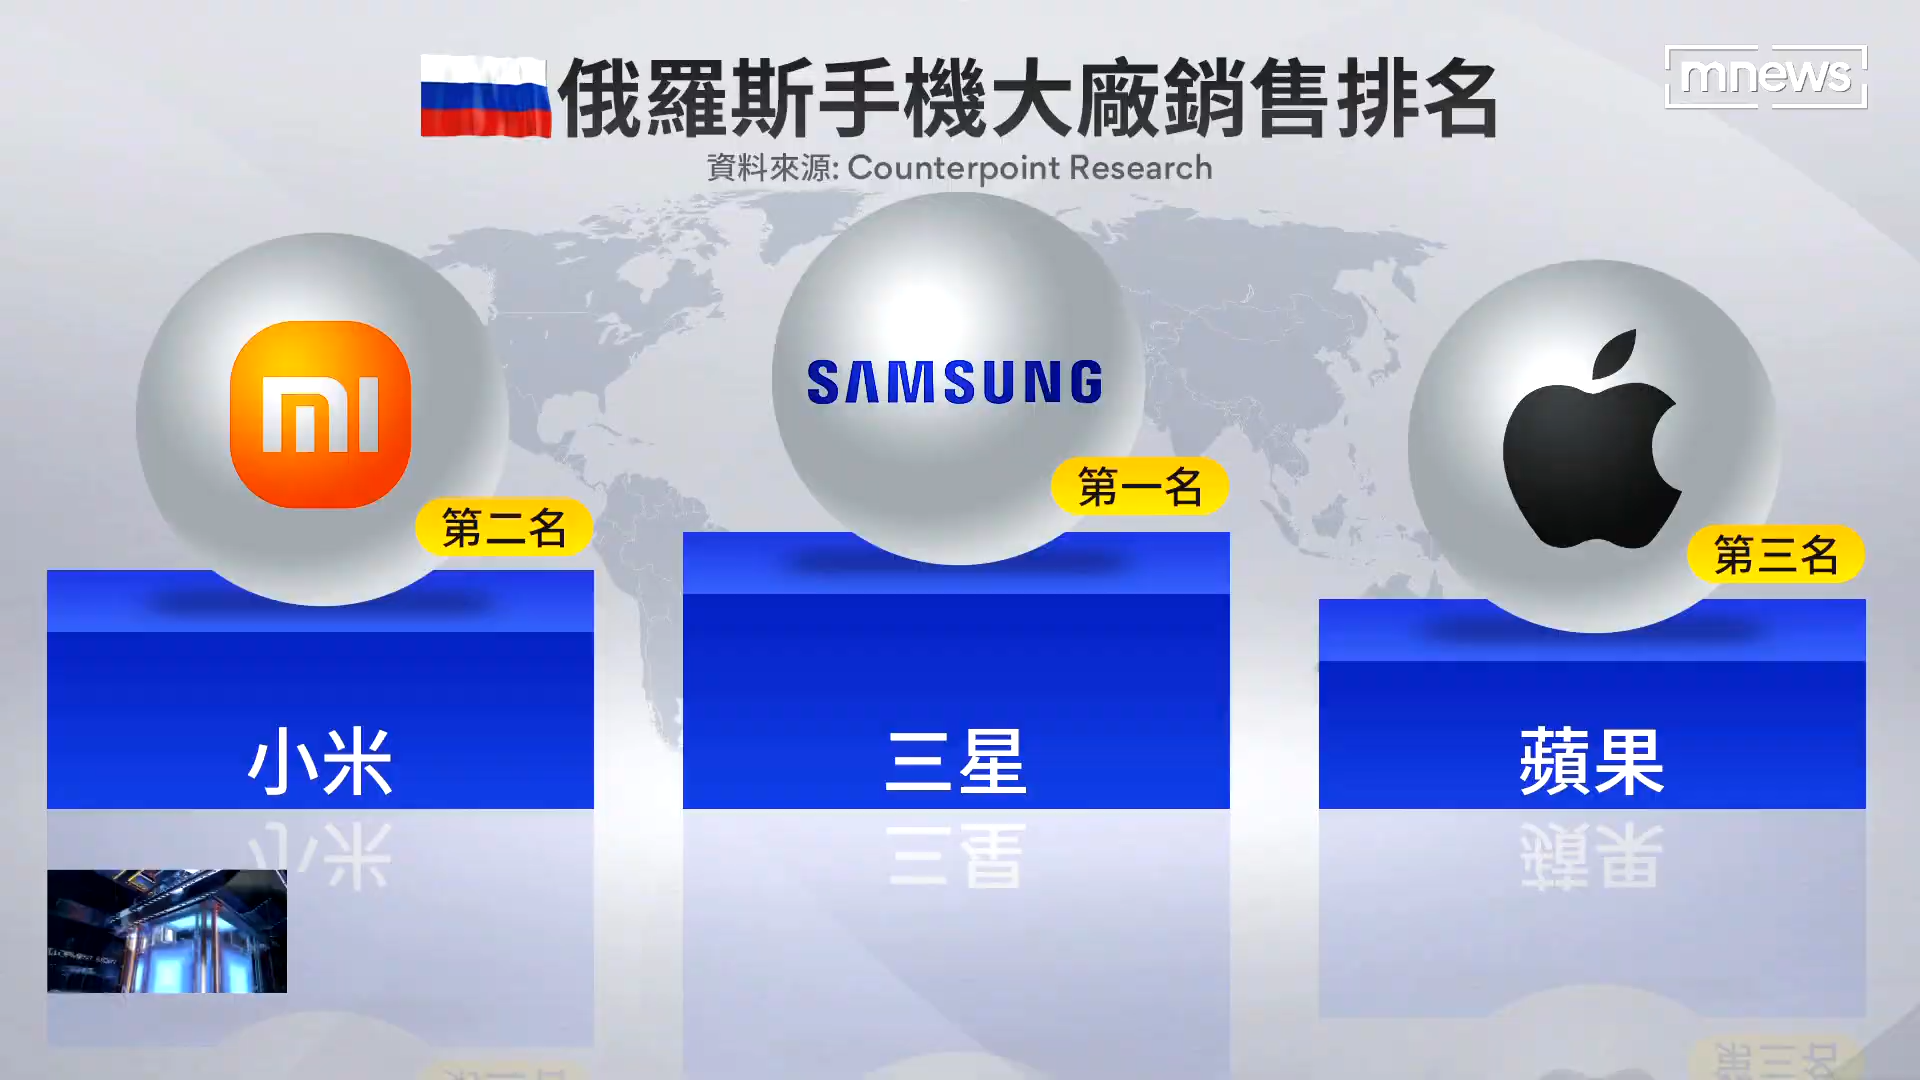 俄羅斯手機大廠銷售排名
資料來源: Counterpoint Research
mnews
mi
第二名
小米
SAMSUNG
第一名
三星
第三名
蘋果